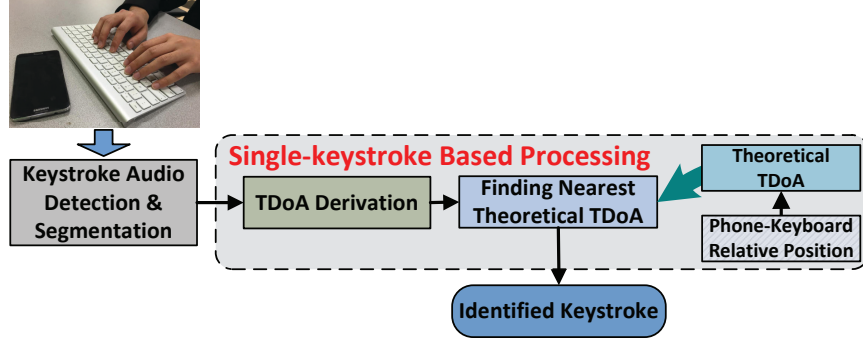 Single-keystroke Based Processing
Keystroke Audio
Detection &
Segmentation
TDoA Derivation
Finding Nearest
Theoretical TDoA
Theoretical
TDoA
Phone-Keyboard
Relative Position
Identified Keystroke